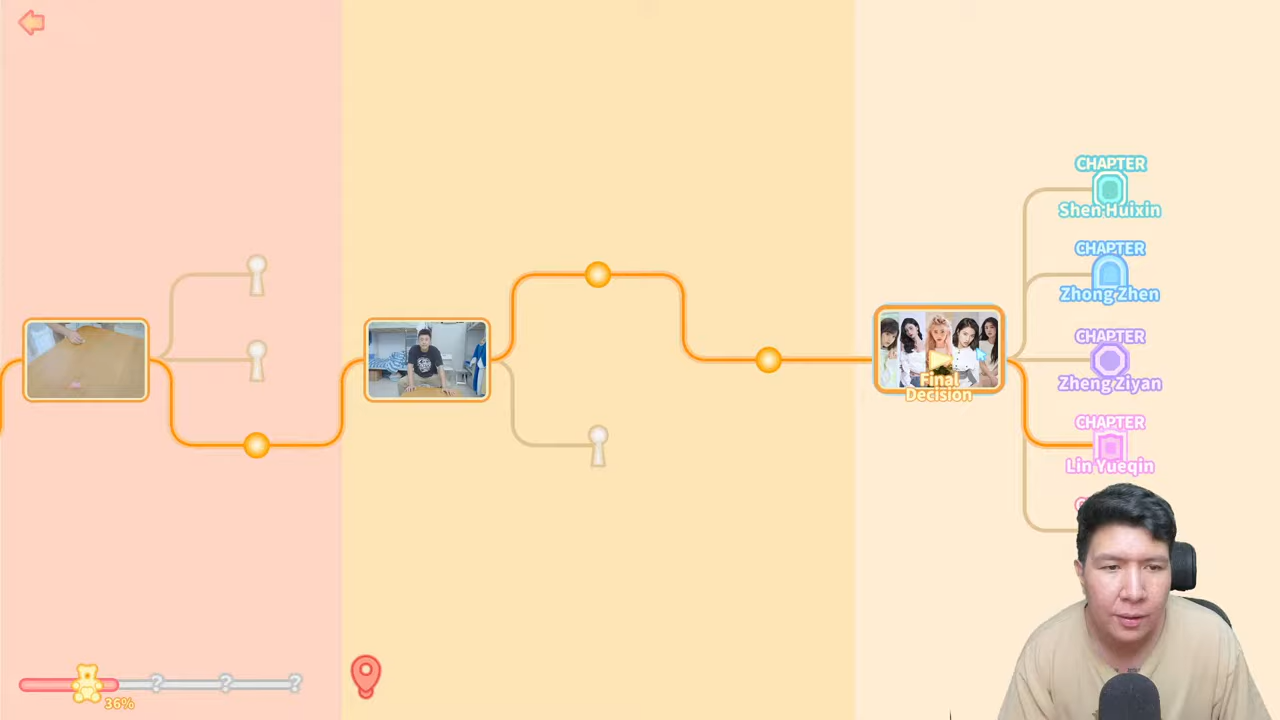 CHAPTER
Shen Huixin
CHAPTER
Zhong Zhen
CHAPTER
Zheng Ziyan
Final
Decision
CHAPTER
Lin Yueqin
36%